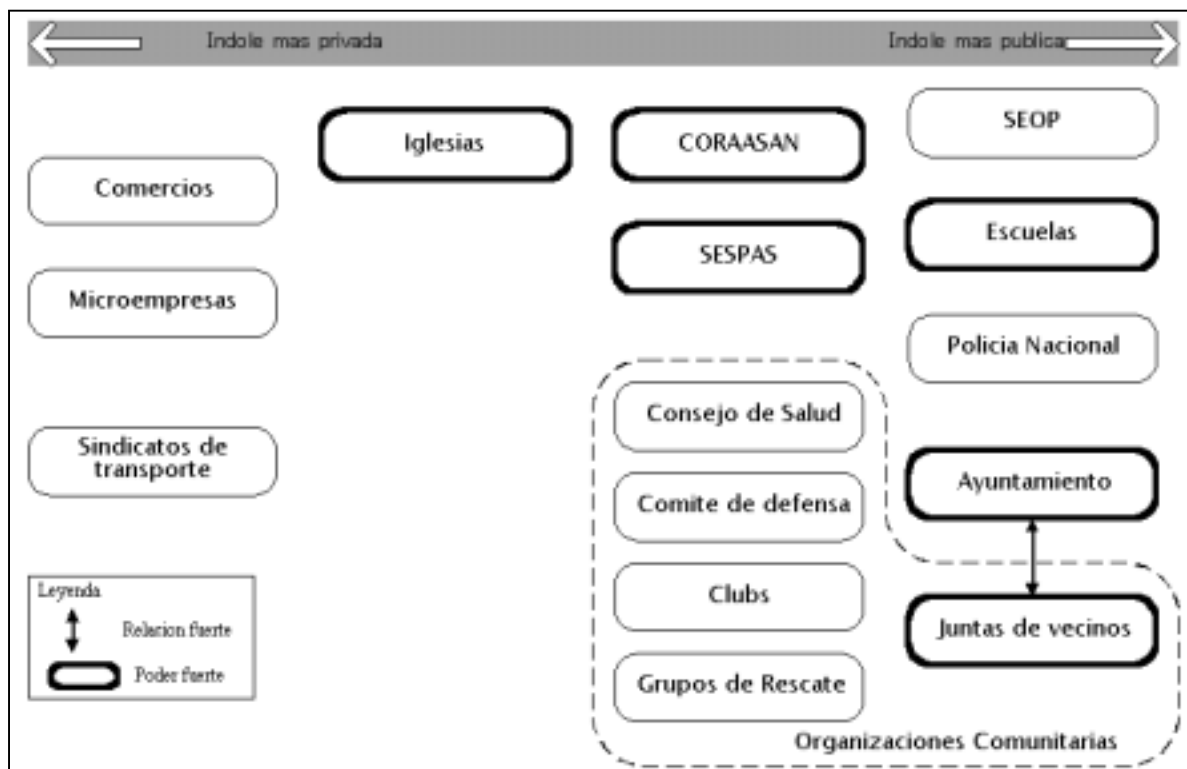 Indole mas privada
Indole mas publica
Iglesias
CORAASAN
SEOP
Comercios
SESPAS
Escuelas
Microempresas
Policia Nacional
Consejo de Salud
Sindicatos de
transporte
Ayuntamiento
Comite de defensa
Clubs
Juntas de vecinos
Grupos de Rescate
Organizaciones Comunitarias
Leyenda
Relacion fuerte
Poder fuerte